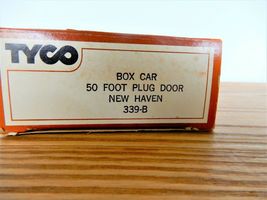 TYCO
BOX CAR
50 FOOT PLUG DOOR
NEW HAVEN
339-B